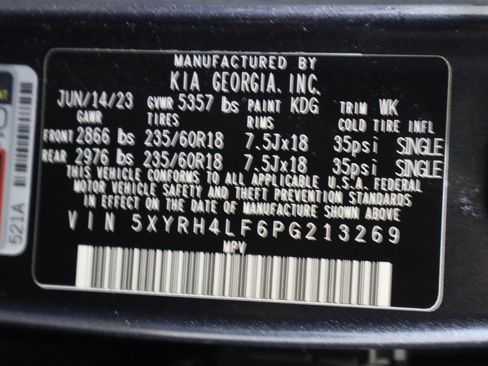 MANUFACTURED BY
KIA GEORGIA, INC.
JUN/14/23 GVWR 5357 lbs PAINT KDG TRIM WK
GAWR TIRES RIMS COLD TIRE INFL
FRONT 2866 lbs 235/60R18 7.5Jx18 35psi SINGLE
REAR 2976 lbs 235/60R18 7.5Jx18 35psi SINGLE
THIS VEHICLE CONFORMS TO ALL APPLICABLE U.S.A. FEDERAL
MOTOR VEHICLE SAFETY AND THEFT PREVENTION STANDARDS
IN EFFECT ON THE DATE OF MANUFACTURE SHOWN ABOVE.
VIN 5XYRH4LF6PG213269
MPV
521A